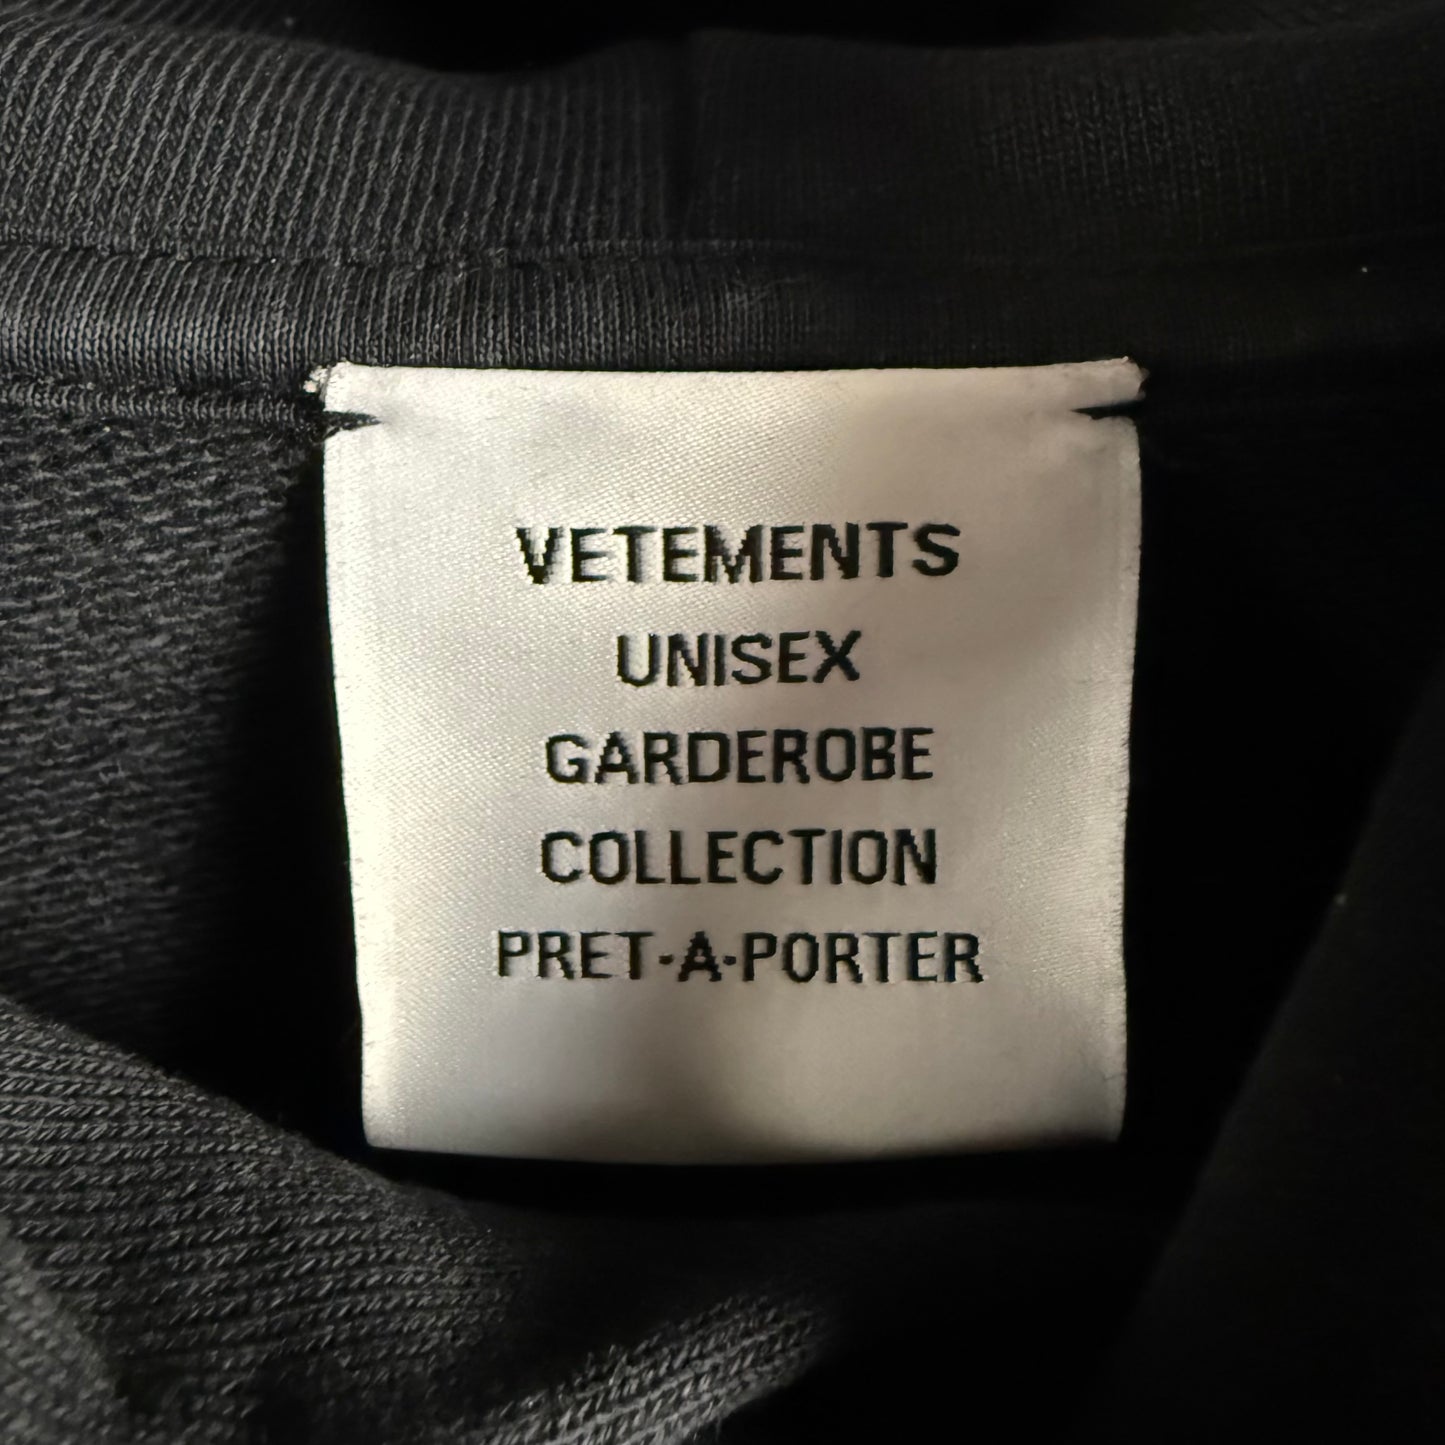 VETEMENTS
UNISEX
GARDEROBE
COLLECTION
PRET-A-PORTER